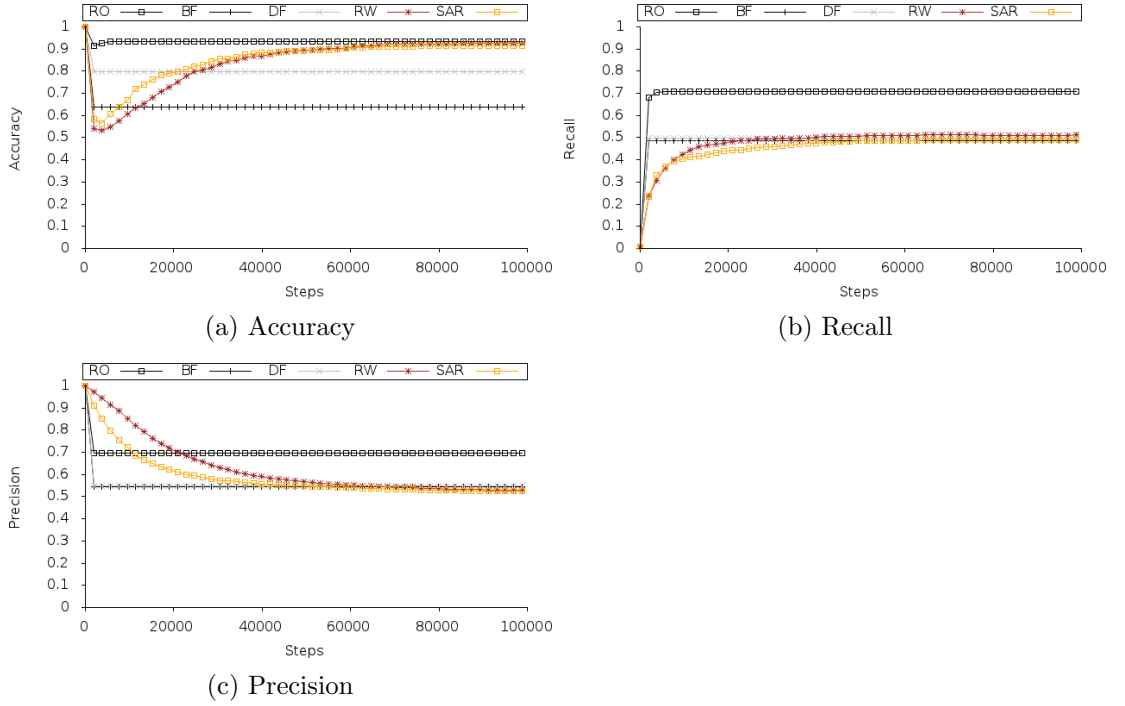 RO BF DF RW SAR
1
0.9
0.8
0.7
0.6
0.5
0.4
0.3
0.2
0.1
0
Accuracy
0 20000 40000 60000 80000 100000
Steps
(a) Accuracy
RO BF DF RW SAR
1
0.9
0.8
0.7
0.6
0.5
0.4
0.3
0.2
0.1
0
Recall
0 20000 40000 60000 80000 100000
Steps
(b) Recall
RO BF DF RW SAR
1
0.9
0.8
0.7
0.6
0.5
0.4
0.3
0.2
0.1
0
Precision
0 20000 40000 60000 80000 100000
Steps
(c) Precision